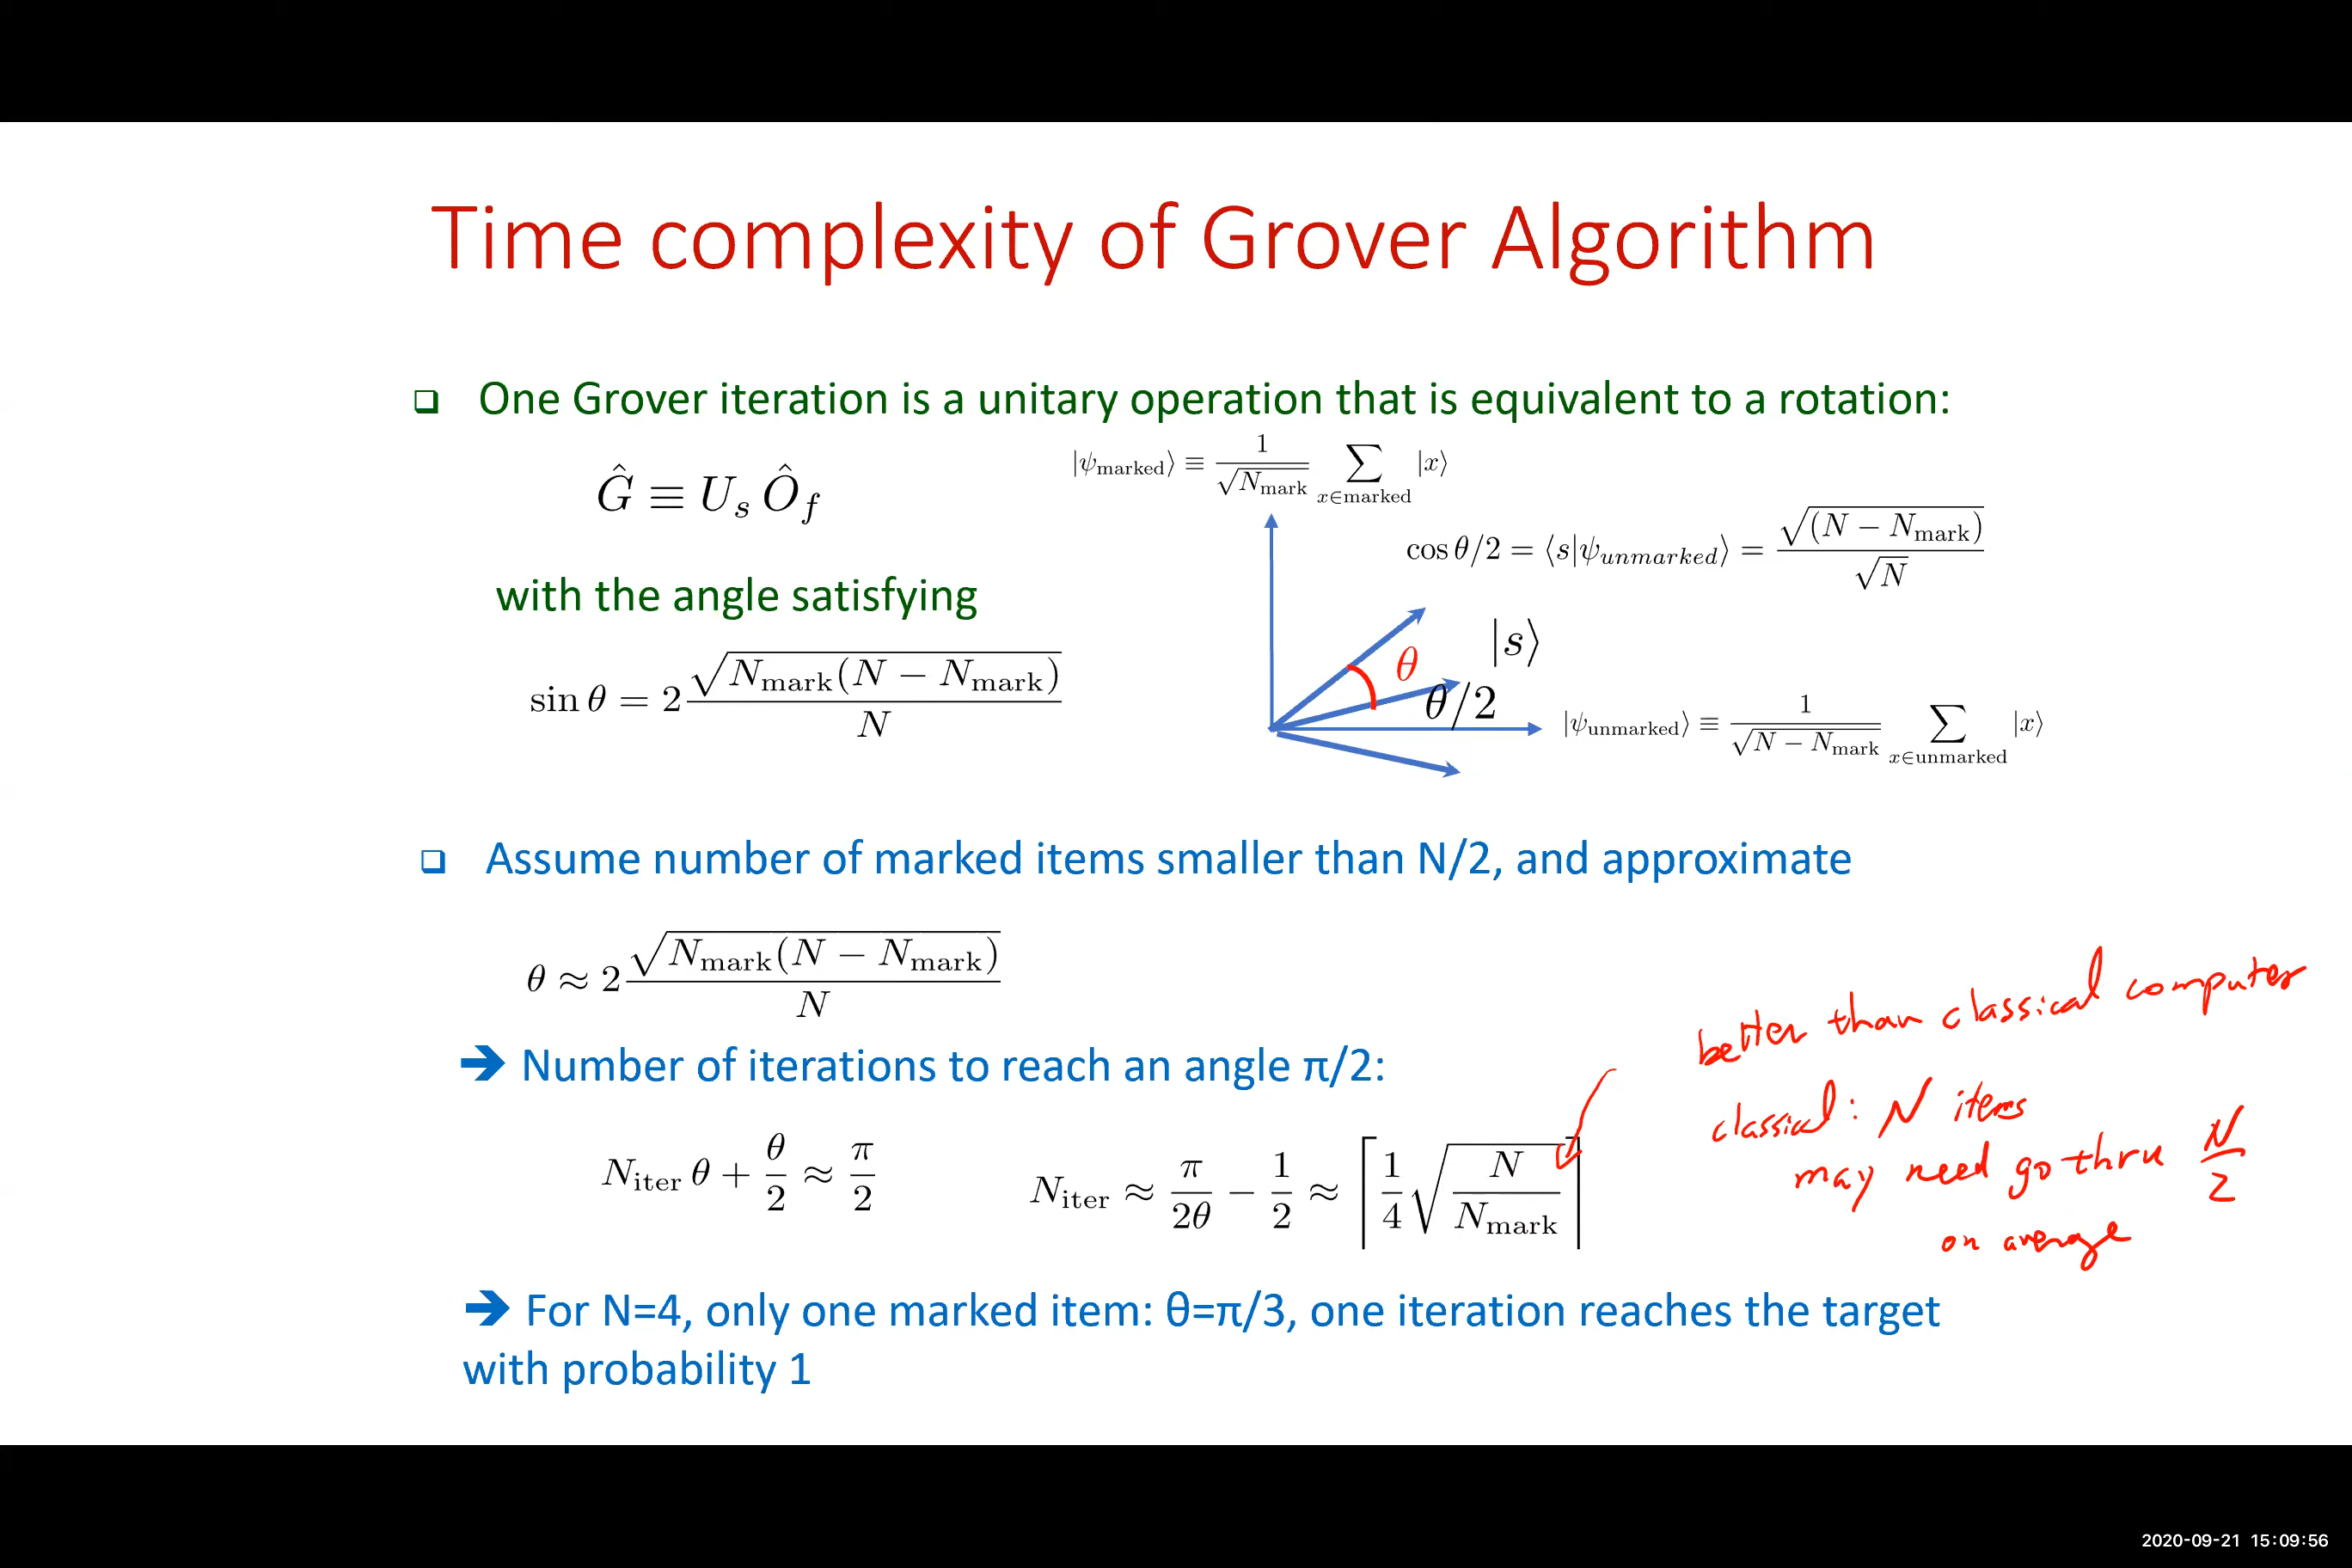 Time complexity of Grover Algorithm
❑ One Grover iteration is a unitary operation that is equivalent to a rotation:
|ψ_marked⟩ ≡ 1/√N_mark ∑_{x∈marked} |x⟩
Ĝ ≡ U_s Ô_f
cos θ/2 = ⟨s|ψ_unmarked⟩ = √(N − N_mark)/√N
with the angle satisfying
|s⟩
θ
θ/2
sin θ = 2 √(N_mark(N − N_mark))/N
|ψ_unmarked⟩ ≡ 1/√(N − N_mark) ∑_{x∈unmarked} |x⟩
❑ Assume number of marked items smaller than N/2, and approximate
θ ≈ 2 √(N_mark(N − N_mark))/N
better than classical computer
➔ Number of iterations to reach an angle π/2:
classical: N items
may need go thru N/2
on average
N_iter θ + θ/2 ≈ π/2
N_iter ≈ π/2θ − 1/2 ≈ ⌈1/4 √(N/N_mark)⌉
➔ For N=4, only one marked item: θ=π/3, one iteration reaches the target
with probability 1
2020-09-21 15:09:56